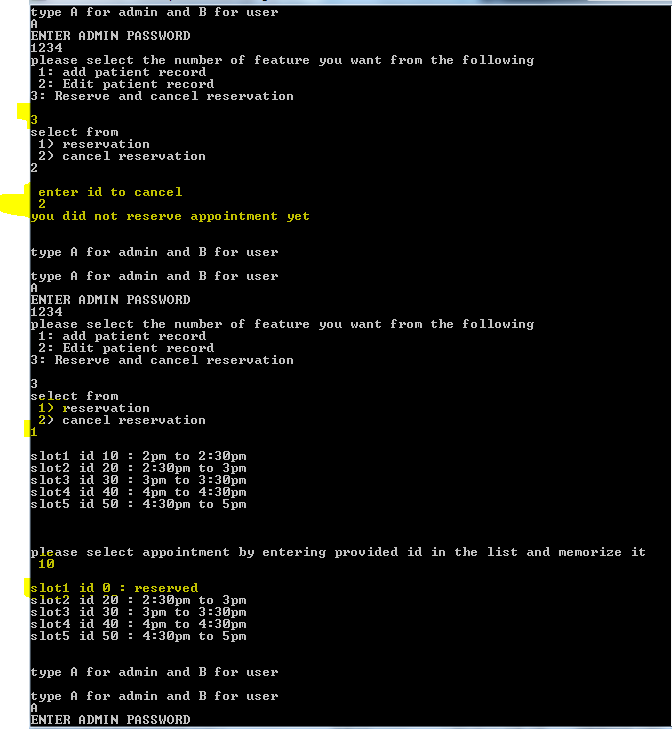 type A for admin and B for user
A
ENTER ADMIN PASSWORD
1234
please select the number of feature you want from the following
1: add patient record
2: Edit patient record
3: Reserve and cancel reservation
3
select from
1) reservation
2) cancel reservation
2
enter id to cancel
2
you did not reserve appointment yet
type A for admin and B for user
type A for admin and B for user
A
ENTER ADMIN PASSWORD
1234
please select the number of feature you want from the following
1: add patient record
2: Edit patient record
3: Reserve and cancel reservation
3
select from
1) reservation
2) cancel reservation
1
slot1 id 10 : 2pm to 2:30pm
slot2 id 20 : 2:30pm to 3pm
slot3 id 30 : 3pm to 3:30pm
slot4 id 40 : 4pm to 4:30pm
slot5 id 50 : 4:30pm to 5pm
please select appointment by entering provided id in the list and memorize it
10
slot1 id 0 : reserved
slot2 id 20 : 2:30pm to 3pm
slot3 id 30 : 3pm to 3:30pm
slot4 id 40 : 4pm to 4:30pm
slot5 id 50 : 4:30pm to 5pm
type A for admin and B for user
type A for admin and B for user
A
ENTER ADMIN PASSWORD